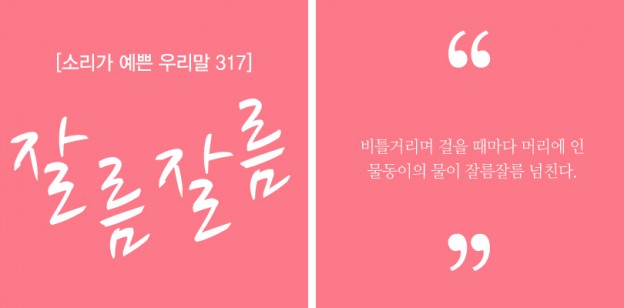 [소리가 예쁜 우리말 317]
잘름잘름
“
비틀거리며 걸을 때마다 머리에 인
물동이의 물이 잘름잘름 넘친다.
”